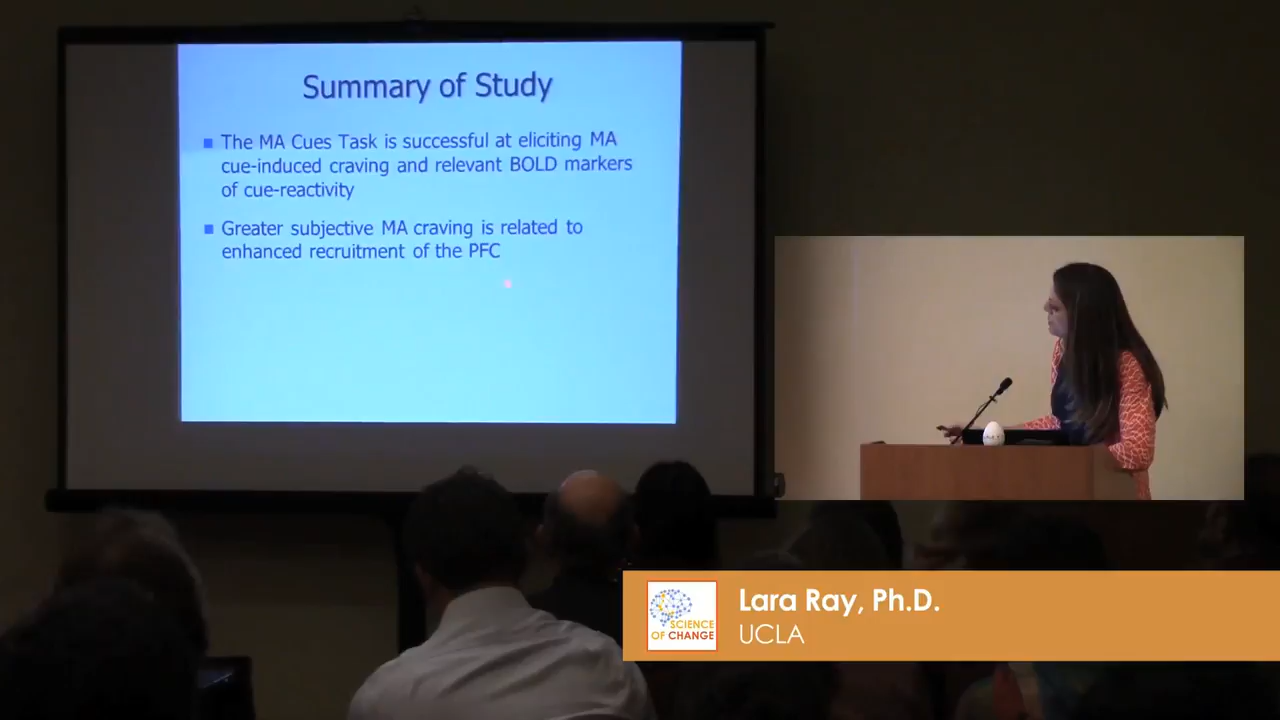 Summary of Study
The MA Cues Task is successful at eliciting MA
cue-induced craving and relevant BOLD markers
of cue-reactivity
Greater subjective MA craving is related to
enhanced recruitment of the PFC
Lara Ray, Ph.D.
UCLA
SCIENCE
OF CHANGE